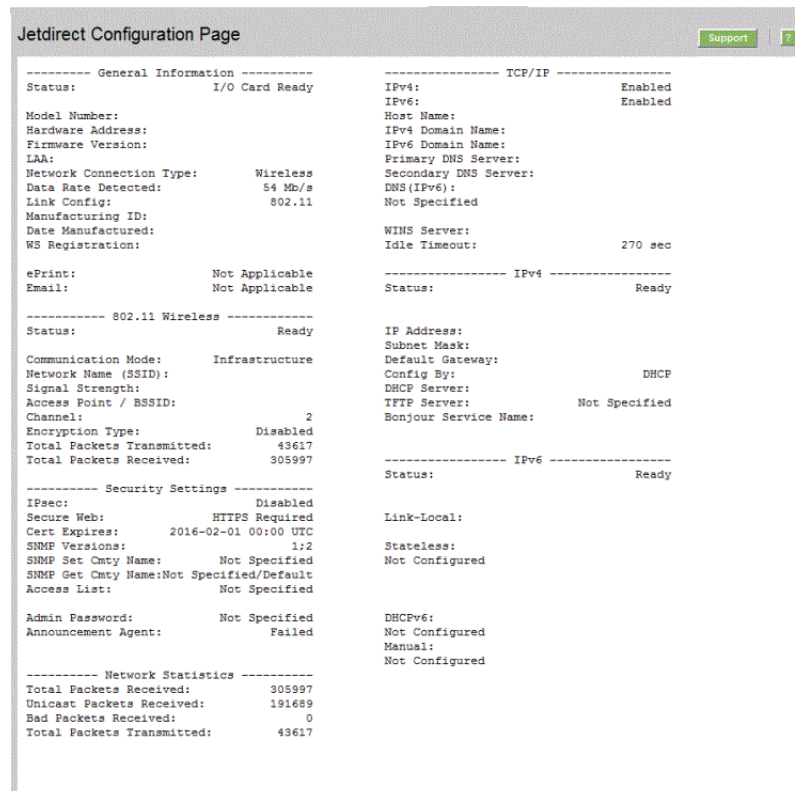 Jetdirect Configuration Page
Support
?
--------- General Information ----------
Status: I/O Card Ready
Model Number:
Hardware Address:
Firmware Version:
LAA:
Network Connection Type: Wireless
Data Rate Detected: 54 Mb/s
Link Config: 802.11
Manufacturing ID:
Date Manufactured:
WS Registration:
ePrint: Not Applicable
Email: Not Applicable
----------- 802.11 Wireless ------------
Status: Ready
Communication Mode: Infrastructure
Network Name (SSID):
Signal Strength:
Access Point / BSSID:
Channel: 2
Encryption Type: Disabled
Total Packets Transmitted: 43617
Total Packets Received: 305997
---------- Security Settings -----------
IPsec: Disabled
Secure Web: HTTPS Required
Cert Expires: 2016-02-01 00:00 UTC
SNMP Versions: 1;2
SNMP Set Cmty Name: Not Specified
SNMP Get Cmty Name:Not Specified/Default
Access List: Not Specified
Admin Password: Not Specified
Announcement Agent: Failed
---------- Network Statistics ----------
Total Packets Received: 305997
Unicast Packets Received: 191689
Bad Packets Received: 0
Total Packets Transmitted: 43617
---------------- TCP/IP ----------------
IPv4: Enabled
IPv6: Enabled
Host Name:
IPv4 Domain Name:
IPv6 Domain Name:
Primary DNS Server:
Secondary DNS Server:
DNS(IPv6):
Not Specified
WINS Server:
Idle Timeout: 270 sec
----------------- IPv4 -----------------
Status: Ready
IP Address:
Subnet Mask:
Default Gateway:
Config By: DHCP
DHCP Server:
TFTP Server: Not Specified
Bonjour Service Name:
----------------- IPv6 -----------------
Status: Ready
Link-Local:
Stateless:
Not Configured
DHCPv6:
Not Configured
Manual:
Not Configured